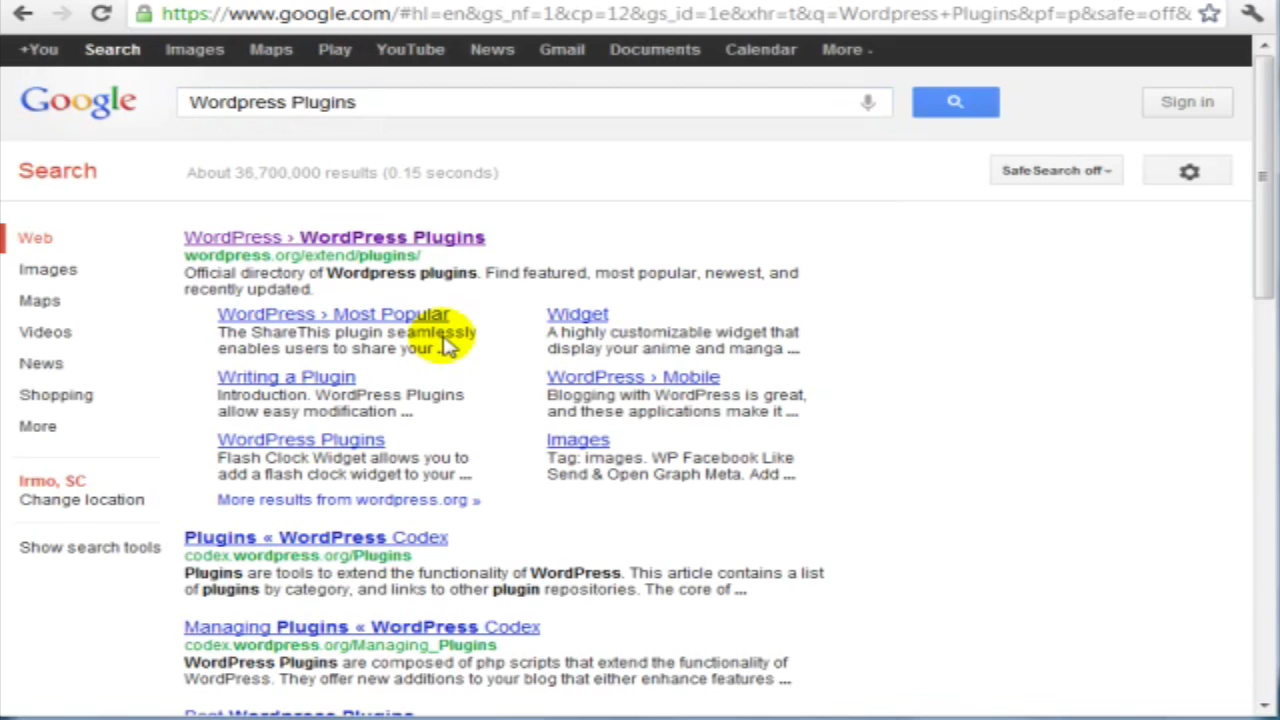 https://www.google.com/#hl=en&gs_nf=1&cp=12&gs_id=1e&xhr=t&q=Wordpress+Plugins&pf=p&safe=off&
+You Search Images Maps Play YouTube News Gmail Documents Calendar More
Google Wordpress Plugins Sign in
Search About 36,700,000 results (0.15 seconds) SafeSearch off
Web
Images
Maps
Videos
News
Shopping
More
Irmo, SC
Change location
Show search tools
WordPress › WordPress Plugins
wordpress.org/extend/plugins/
Official directory of Wordpress plugins. Find featured, most popular, newest, and
recently updated.
WordPress › Most Popular
The ShareThis plugin seamlessly
enables users to share your ...
Widget
A highly customizable widget that
display your anime and manga ...
Writing a Plugin
Introduction. WordPress Plugins
allow easy modification ...
WordPress › Mobile
Blogging with WordPress is great,
and these applications make it ...
WordPress Plugins
Flash Clock Widget allows you to
add a flash clock widget to your ...
Images
Tag: images. WP Facebook Like
Send & Open Graph Meta. Add ...
More results from wordpress.org »
Plugins « WordPress Codex
codex.wordpress.org/Plugins
Plugins are tools to extend the functionality of WordPress. This article contains a list
of plugins by category, and links to other plugin repositories. The core of ...
Managing Plugins « WordPress Codex
codex.wordpress.org/Managing_Plugins
WordPress Plugins are composed of php scripts that extend the functionality of
WordPress. They offer new additions to your blog that either enhance features ...
Best Wordpress Plugins